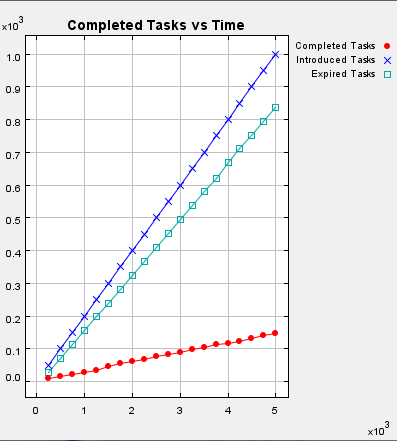 x10³
Completed Tasks vs Time
Completed Tasks
Introduced Tasks
Expired Tasks
1.0
0.9
0.8
0.7
0.6
0.5
0.4
0.3
0.2
0.1
0.0
0 1 2 3 4 5
x10³